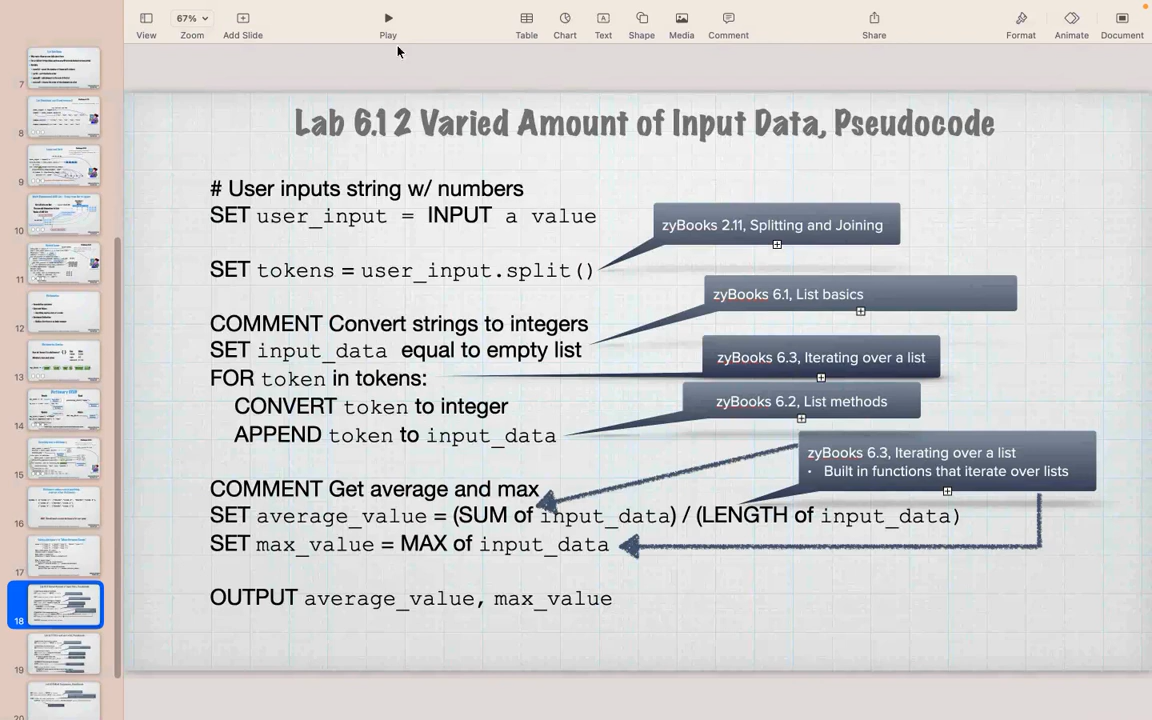 View
67%
Zoom
Add Slide
Play
Table
Chart
Text
Shape
Media
Comment
Share
Format
Animate
Document
7
8
9
10
11
12
13
14
15
16
17
18
19
20
Lab 6.12 Varied Amount of Input Data, Pseudocode
# User inputs string w/ numbers
SET user_input = INPUT a value
zyBooks 2.11, Splitting and Joining
SET tokens = user_input.split()
zyBooks 6.1, List basics
COMMENT Convert strings to integers
SET input_data equal to empty list
zyBooks 6.3, Iterating over a list
FOR token in tokens:
zyBooks 6.2, List methods
CONVERT token to integer
APPEND token to input_data
zyBooks 6.3, Iterating over a list
• Built in functions that iterate over lists
COMMENT Get average and max
SET average_value = (SUM of input_data) / (LENGTH of input_data)
SET max_value = MAX of input_data
OUTPUT average_value, max_value